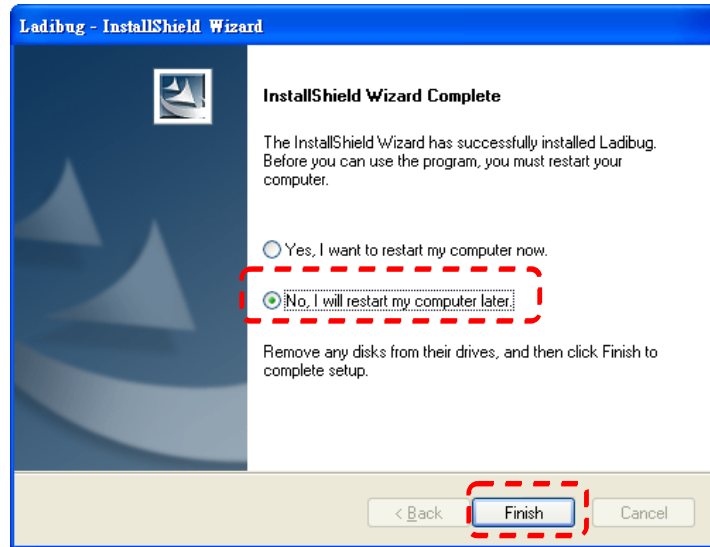 Ladibug - InstallShield Wizard
InstallShield Wizard Complete
The InstallShield Wizard has successfully installed Ladibug.
Before you can use the program, you must restart your
computer.
Yes, I want to restart my computer now.
No, I will restart my computer later.
Remove any disks from their drives, and then click Finish to
complete setup.
< Back
Finish
Cancel